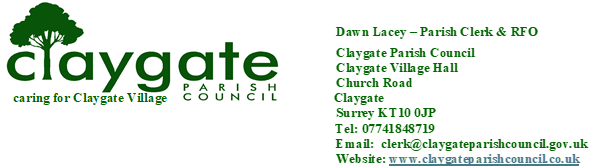 claygate
PARISH
COUNCIL
caring for Claygate Village
Dawn Lacey – Parish Clerk & RFO
Claygate Parish Council
Claygate Village Hall
Church Road
Claygate
Surrey KT10 0JP
Tel: 07741848719
Email: clerk@claygateparishcouncil.gov.uk
Website: www.claygateparishcouncil.co.uk